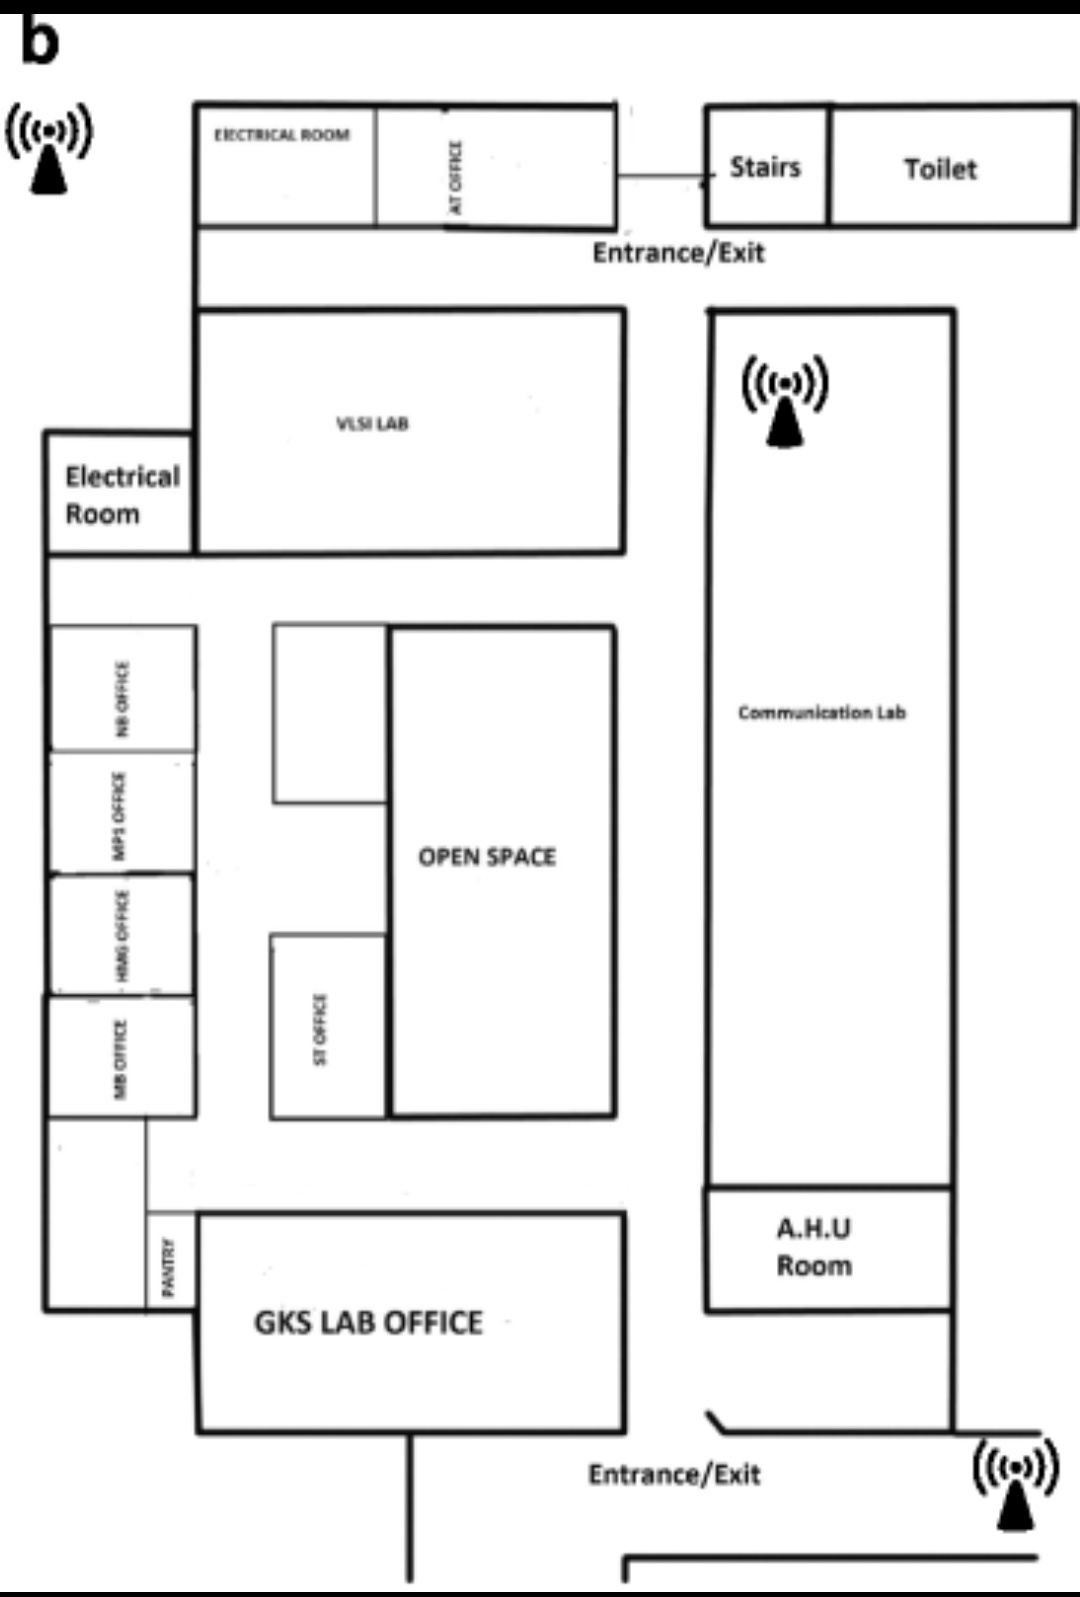 b
ElECTRICAL ROOM
AT OFFICE
Stairs
Toilet
Entrance/Exit
VLSI LAB
Electrical
Room
NB OFFICE
Communication Lab
MPS OFFICE
OPEN SPACE
HMG OFFICE
ST OFFICE
MB OFFICE
A.H.U
Room
PANTRY
GKS LAB OFFICE
Entrance/Exit